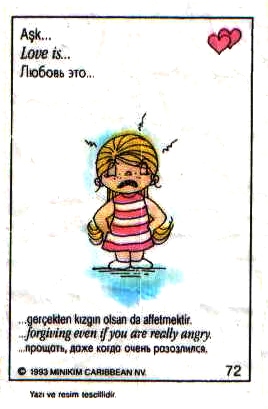 Aşk...
Love is...
Любовь это...
...gerçekten kızgın olsan da affetmektir.
...forgiving even if you are really angry.
...прощать, даже когда очень разозлился.
© 1993 MINIKIM CARIBBEAN NV.
72
Yazı ve resim tescillidir.